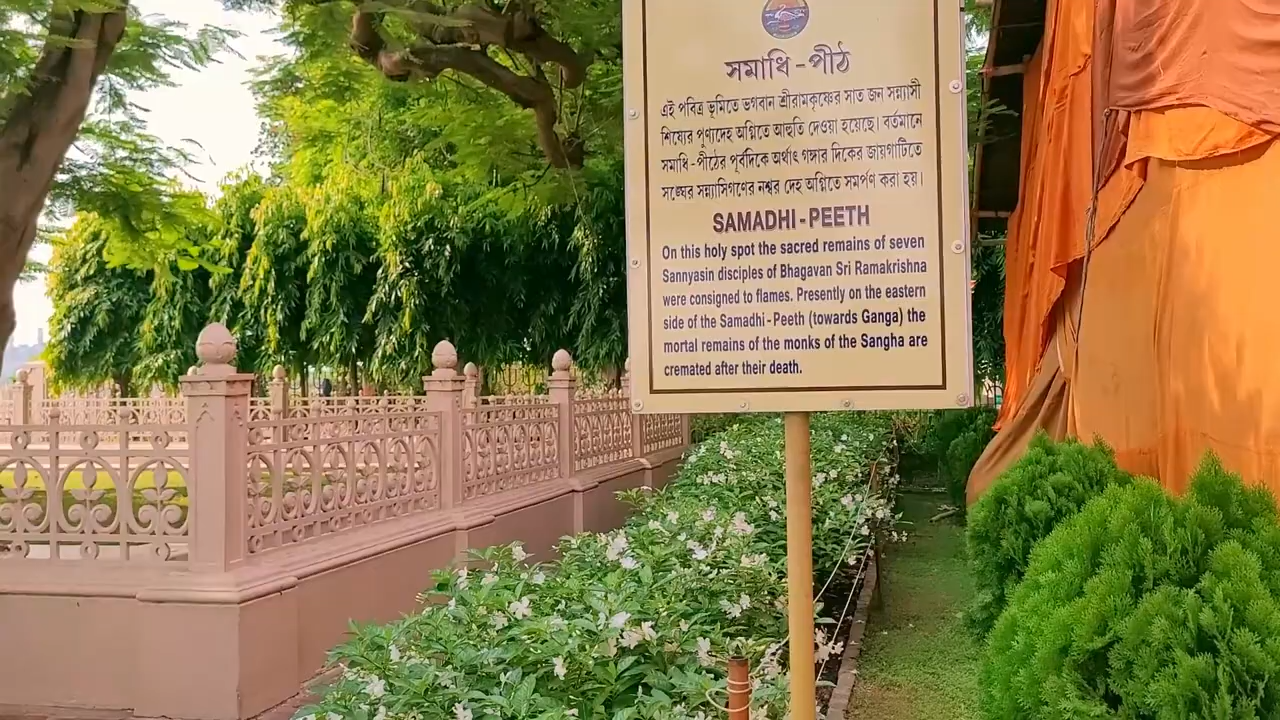 সমাধি-পীঠ
এই পবিত্র ভূমিতে ভগবান শ্রীরামকৃষ্ণের সাত জন সন্ন্যাসী
শিষ্যের পুণ্যদেহ অগ্নিতে আহুতি দেওয়া হয়েছে। বর্তমানে
সমাধি-পীঠের পূর্বদিকে অর্থাৎ গঙ্গার দিকের জায়গাটিতে
সঙ্ঘের সন্ন্যাসিগণের নশ্বর দেহ অগ্নিতে সমর্পণ করা হয়।
SAMADHI-PEETH
On this holy spot the sacred remains of seven
Sannyasin disciples of Bhagavan Sri Ramakrishna
were consigned to flames. Presently on the eastern
side of the Samadhi-Peeth (towards Ganga) the
mortal remains of the monks of the Sangha are
cremated after their death.